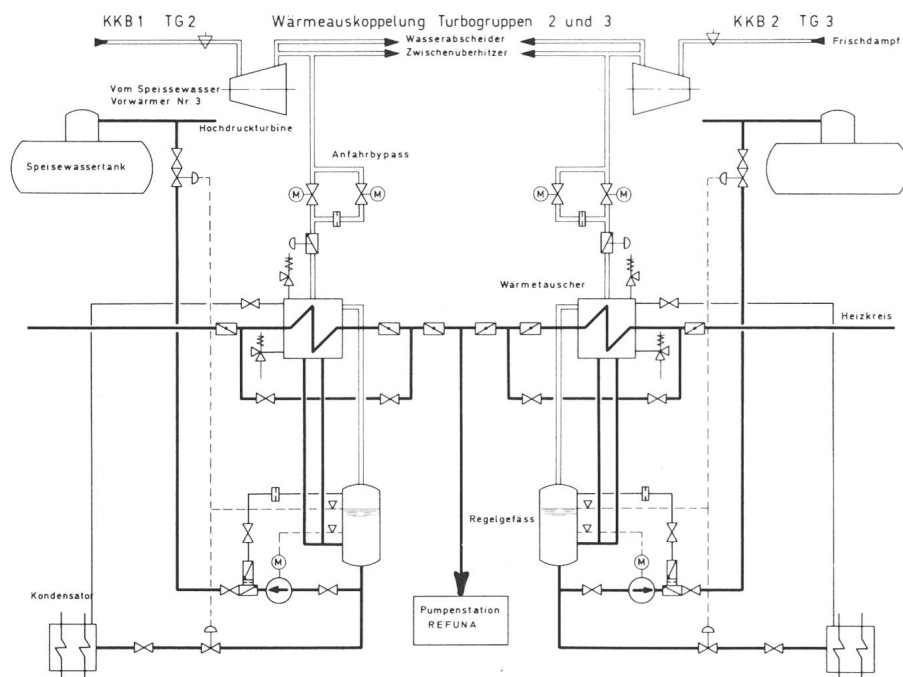 KKB 1 TG 2
Wärmeauskoppelung Turbogruppen 2 und 3
KKB 2 TG 3
Wasserabscheider
Zwischenüberhitzer
Frischdampf
Vom Speissewasser
Vorwärmer Nr. 3
Hochdruckturbine
Speisewassertank
Anfahrbypass
M
M
M
M
Wärmetauscher
Heizkreis
Regelgefäss
M
M
Kondensator
Pumpenstation
REFUNA